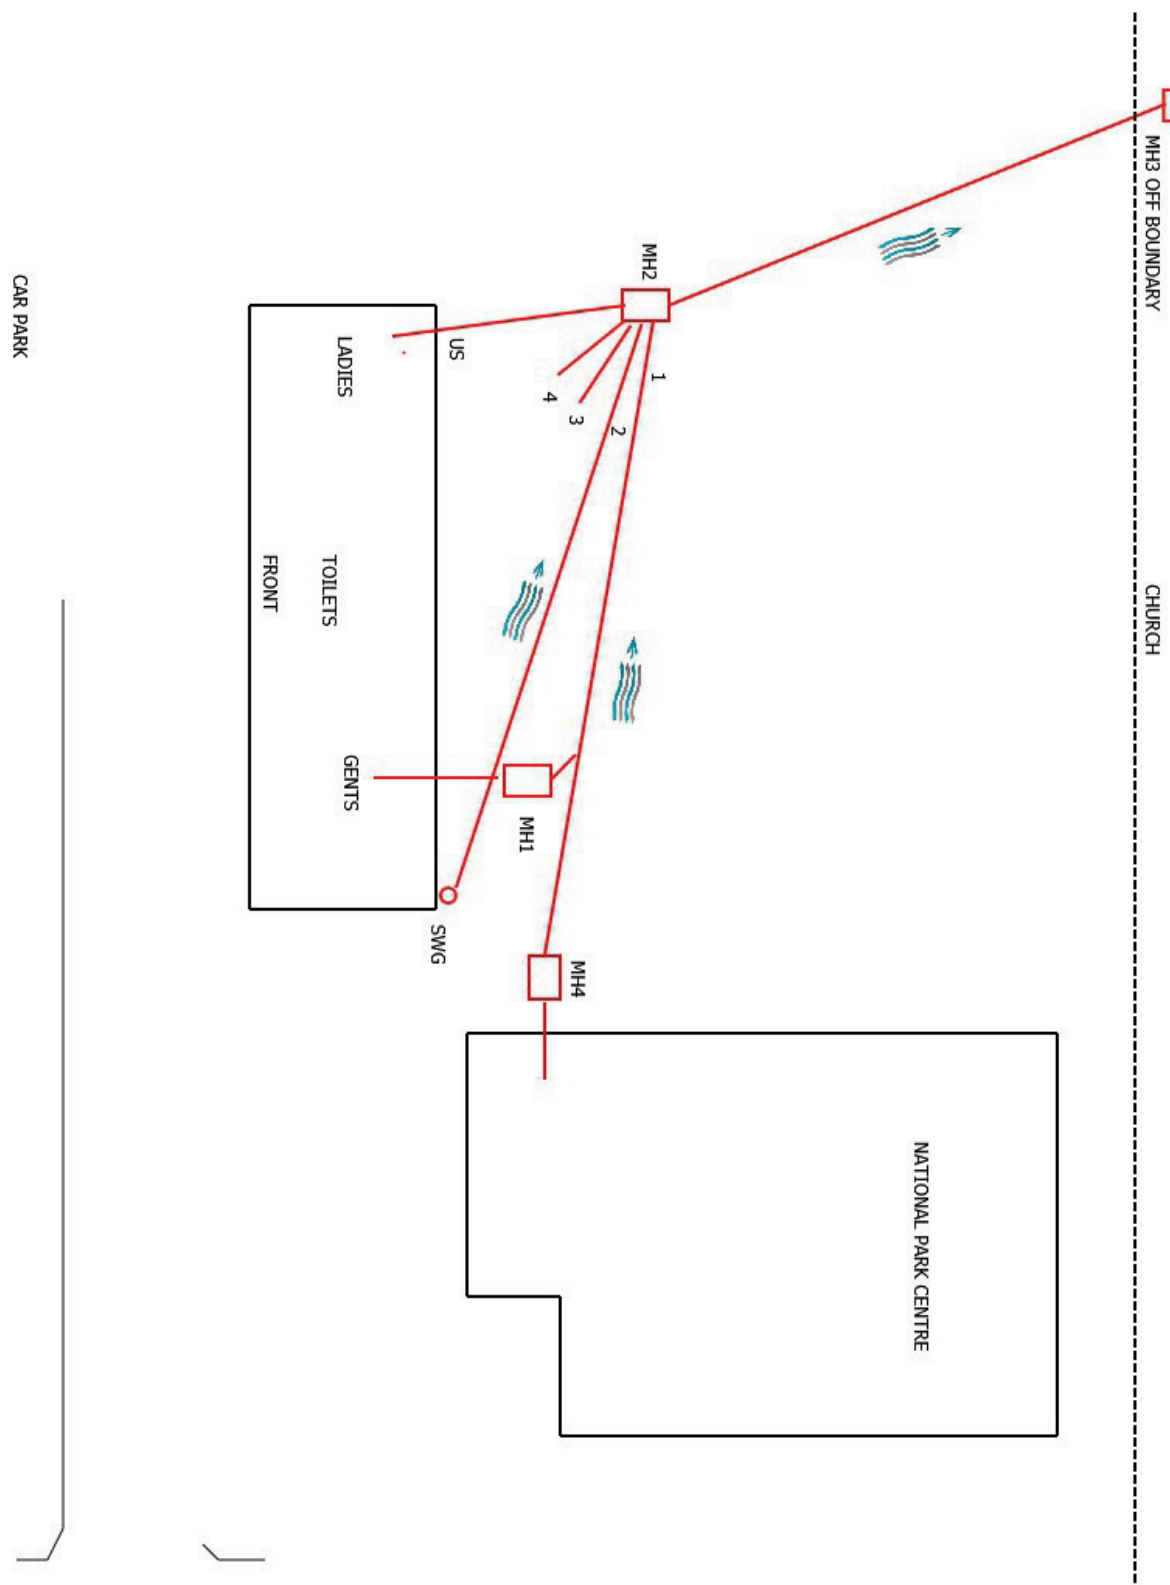 MH3 OFF BOUNDARY
CHURCH
NATIONAL PARK CENTRE
MH2
1
2
3
4
US
MH4
MH1
SWG
LADIES
TOILETS
GENTS
FRONT
CAR PARK